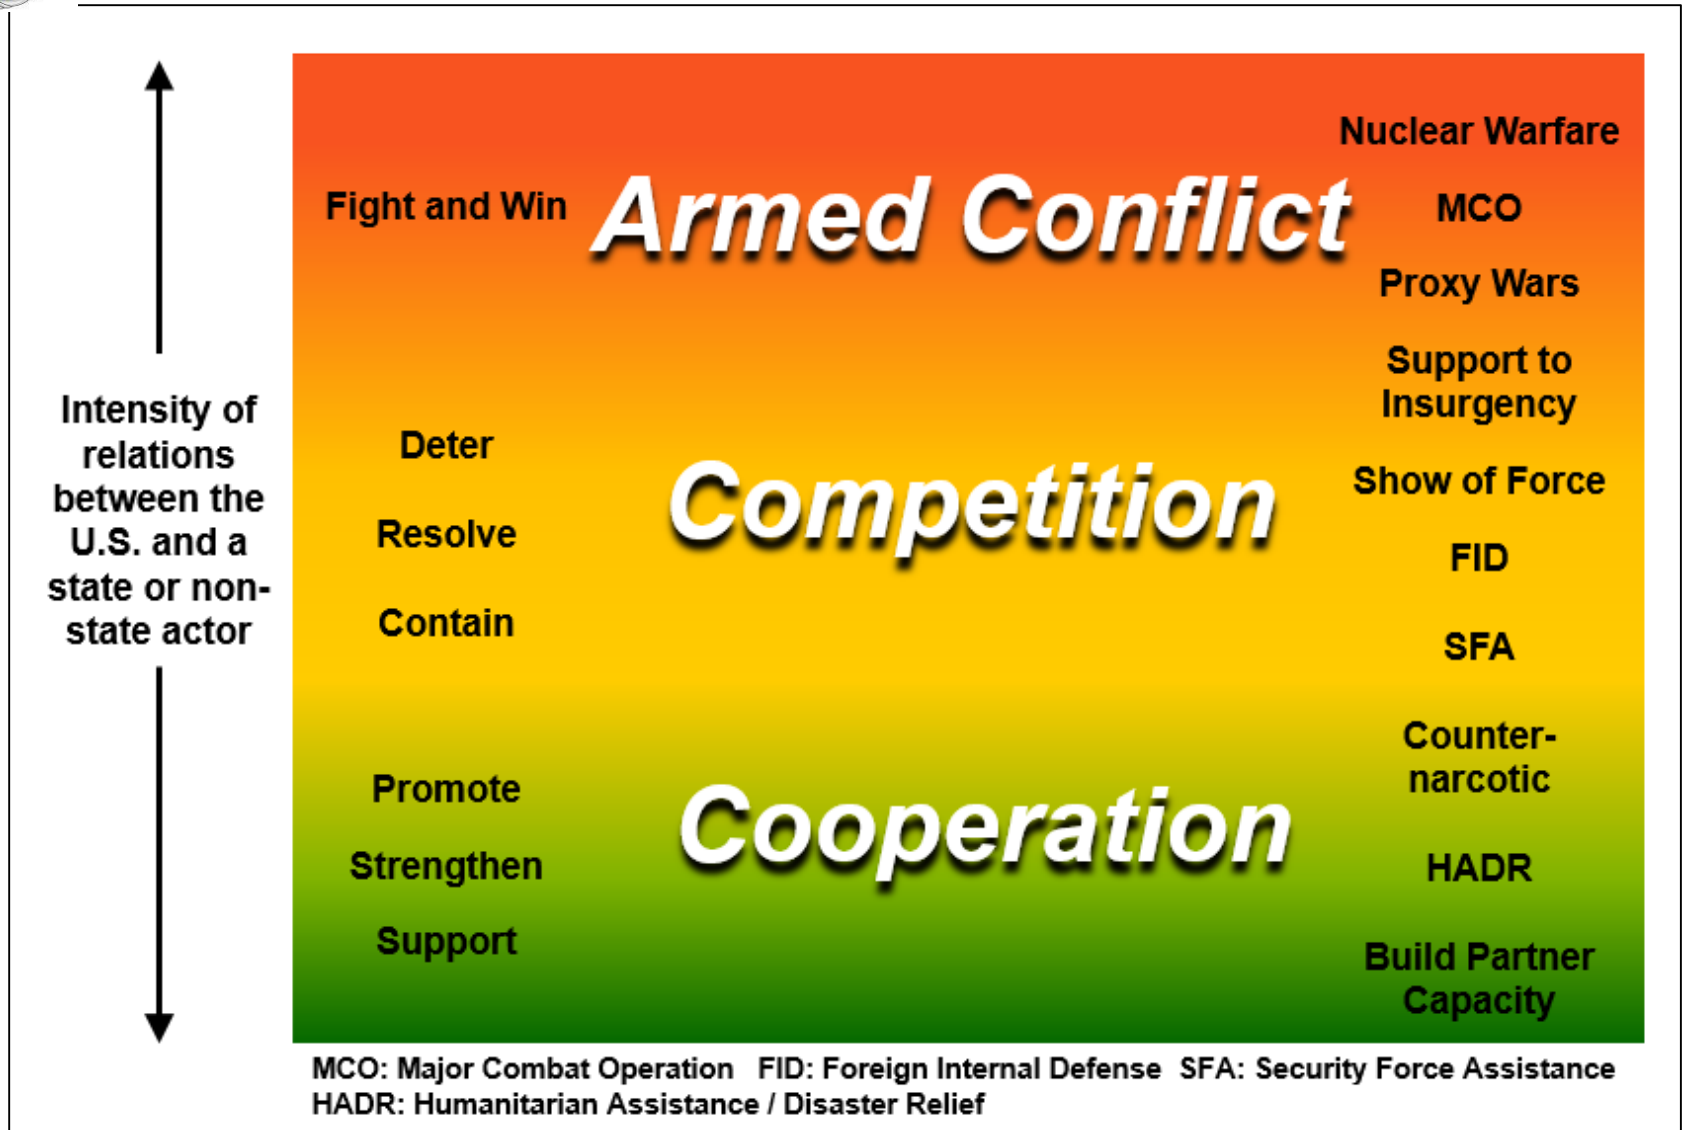 Intensity of
relations
between the
U.S. and a
state or non-
state actor
Fight and Win
Deter
Resolve
Contain
Promote
Strengthen
Support
Armed Conflict
Competition
Cooperation
Nuclear Warfare
MCO
Proxy Wars
Support to
Insurgency
Show of Force
FID
SFA
Counter-
narcotic
HADR
Build Partner
Capacity
MCO: Major Combat Operation FID: Foreign Internal Defense SFA: Security Force Assistance
HADR: Humanitarian Assistance / Disaster Relief